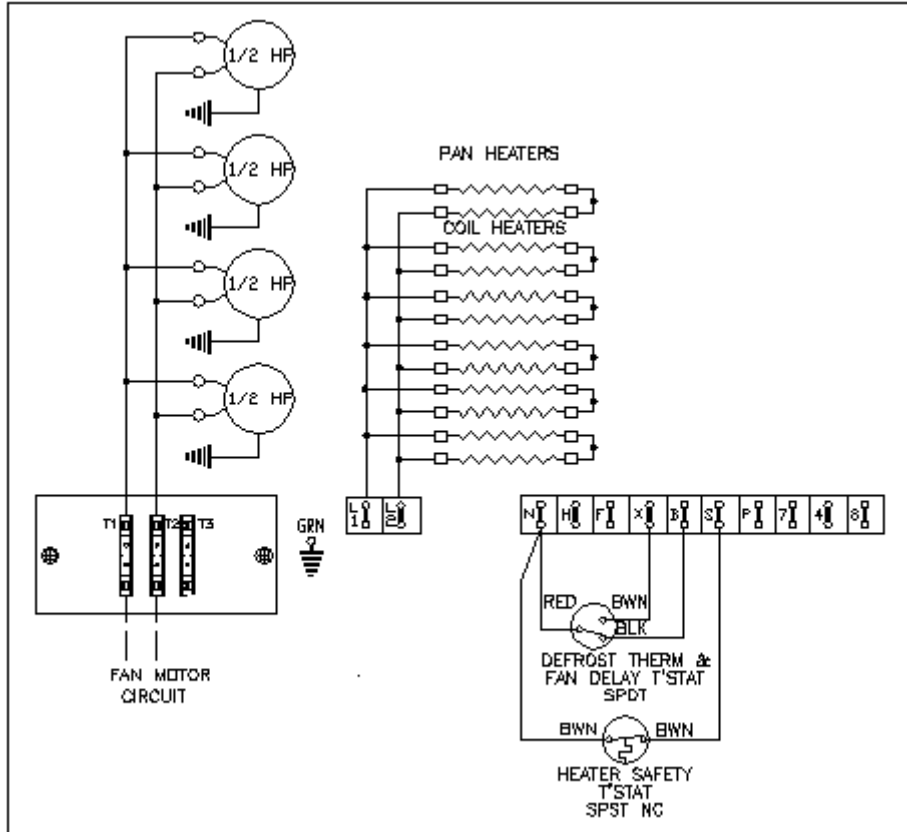 1/2 HP
1/2 HP
1/2 HP
1/2 HP
PAN HEATERS
COIL HEATERS
T1 T2 T3
GRN
L1 L2
N H F X B S P 7 4 8
FAN MOTOR
CIRCUIT
RED BWN
BLK
DEFROST THERM &
FAN DELAY T'STAT
SPDT
BWN BWN
HEATER SAFETY
T'STAT
SPST NC